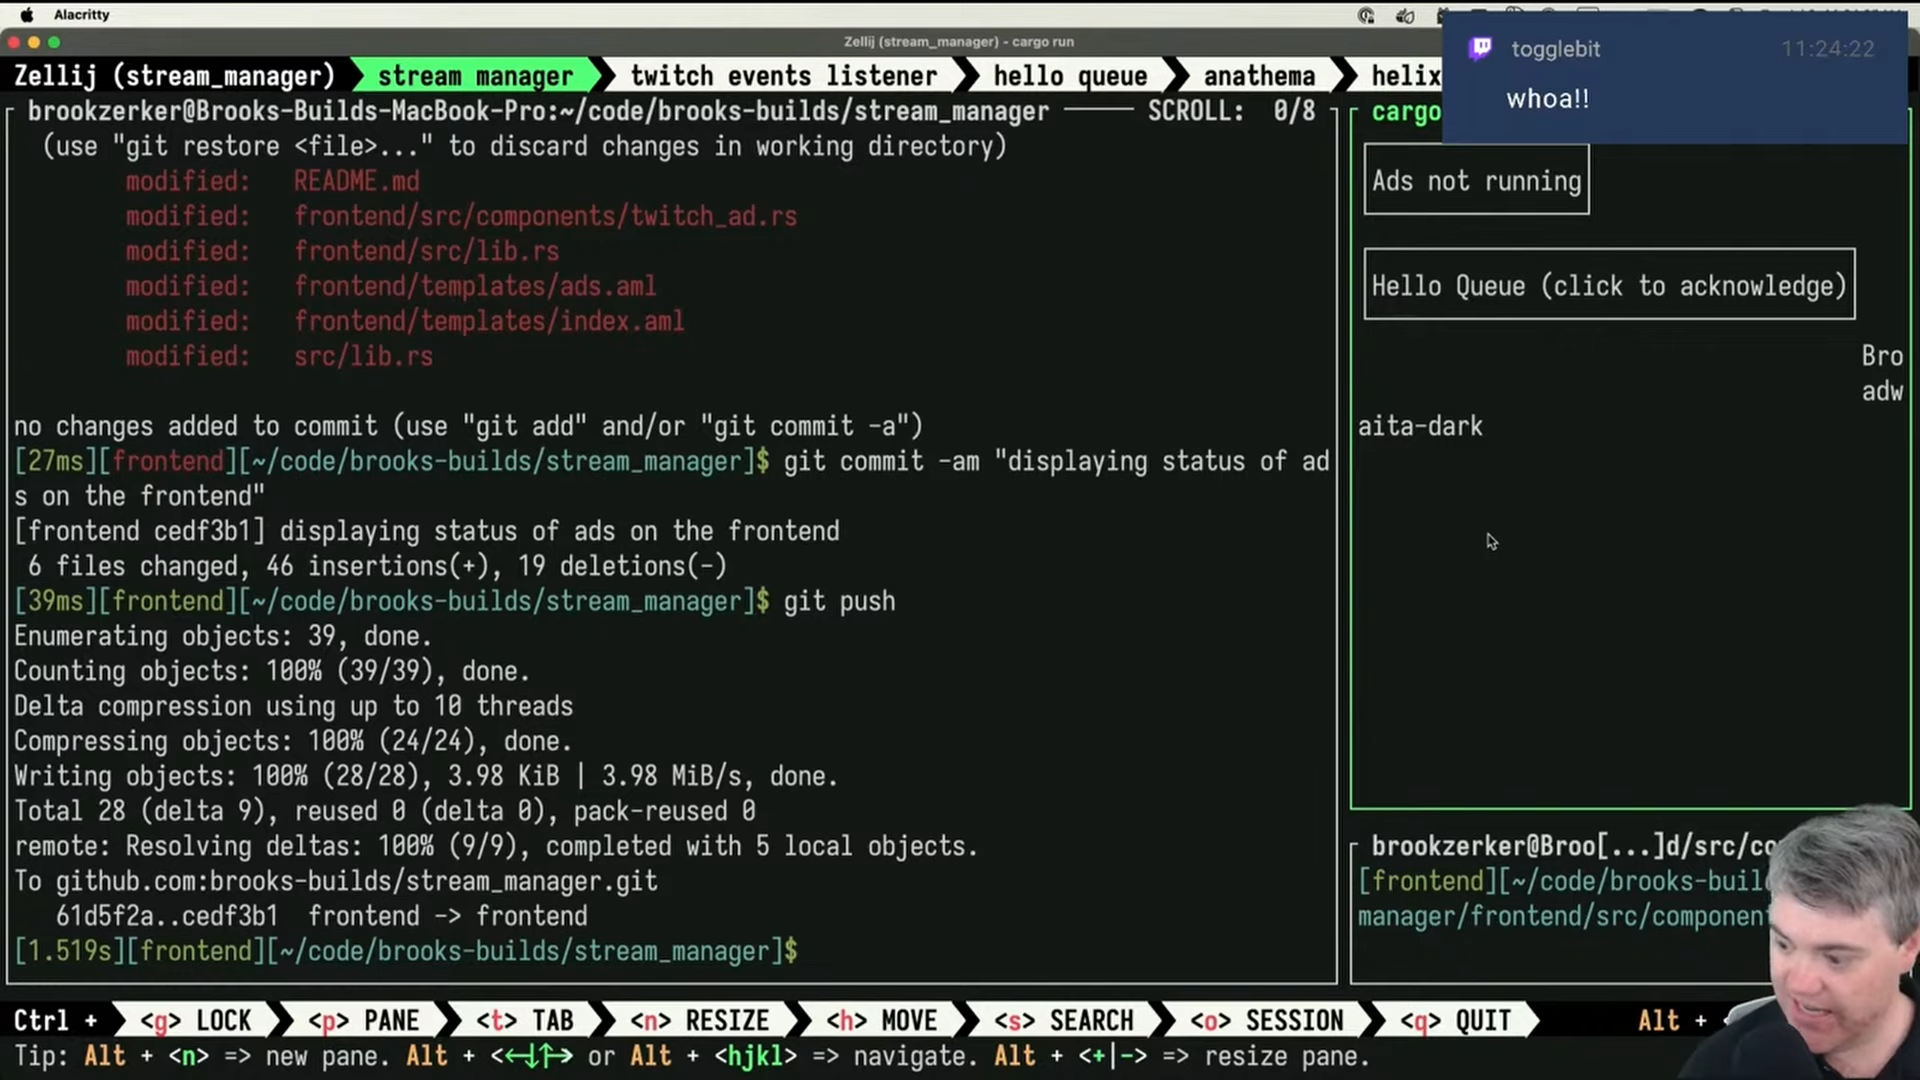 Alacritty
Zellij (stream_manager) - cargo run
Zellij (stream_manager) stream manager twitch events listener hello queue anathema helix
togglebit 11:24:22
whoa!!
brookzerker@Brooks-Builds-MacBook-Pro:~/code/brooks-builds/stream_manager SCROLL: 0/8
(use "git restore <file>..." to discard changes in working directory)
modified: README.md
modified: frontend/src/components/twitch_ad.rs
modified: frontend/src/lib.rs
modified: frontend/templates/ads.aml
modified: frontend/templates/index.aml
modified: src/lib.rs
no changes added to commit (use "git add" and/or "git commit -a")
[27ms][frontend][~/code/brooks-builds/stream_manager]$ git commit -am "displaying status of ad
s on the frontend"
[frontend cedf3b1] displaying status of ads on the frontend
6 files changed, 46 insertions(+), 19 deletions(-)
[39ms][frontend][~/code/brooks-builds/stream_manager]$ git push
Enumerating objects: 39, done.
Counting objects: 100% (39/39), done.
Delta compression using up to 10 threads
Compressing objects: 100% (24/24), done.
Writing objects: 100% (28/28), 3.98 KiB | 3.98 MiB/s, done.
Total 28 (delta 9), reused 0 (delta 0), pack-reused 0
remote: Resolving deltas: 100% (9/9), completed with 5 local objects.
To github.com:brooks-builds/stream_manager.git
61d5f2a..cedf3b1 frontend -> frontend
[1.519s][frontend][~/code/brooks-builds/stream_manager]$
cargo
Ads not running
Hello Queue (click to acknowledge)
Bro
adw
aita-dark
brookzerker@Broo[...]d/src/co
[frontend][~/code/brooks-buil
manager/frontend/src/componen
Ctrl + <g> LOCK <p> PANE <t> TAB <n> RESIZE <h> MOVE <s> SEARCH <o> SESSION <q> QUIT Alt +
Tip: Alt + <n> => new pane. Alt + <←↓↑→> or Alt + <hjkl> => navigate. Alt + <+|-> => resize pane.